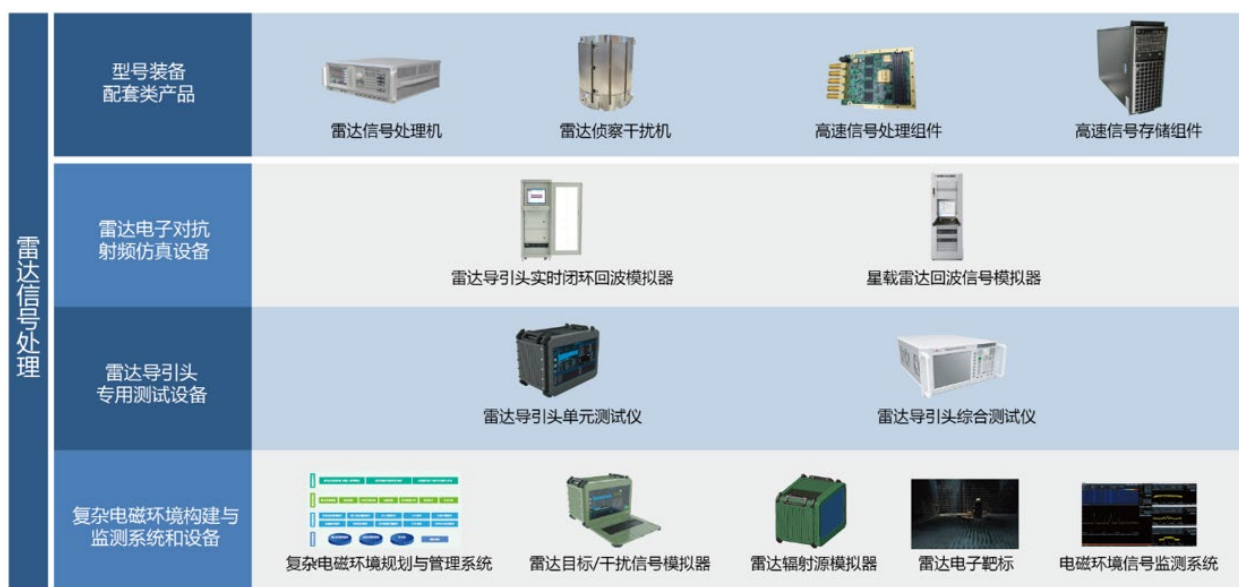 雷达信号处理
型号装备
配套类产品
雷达信号处理机
雷达侦察干扰机
高速信号处理组件
高速信号存储组件
雷达电子对抗
射频仿真设备
雷达导引头实时闭环回波模拟器
星载雷达回波信号模拟器
雷达导引头
专用测试设备
雷达导引头单元测试仪
雷达导引头综合测试仪
复杂电磁环境构建与
监测系统和设备
复杂电磁环境规划与管理系统
雷达目标/干扰信号模拟器
雷达辐射源模拟器
雷达电子靶标
电磁环境信号监测系统